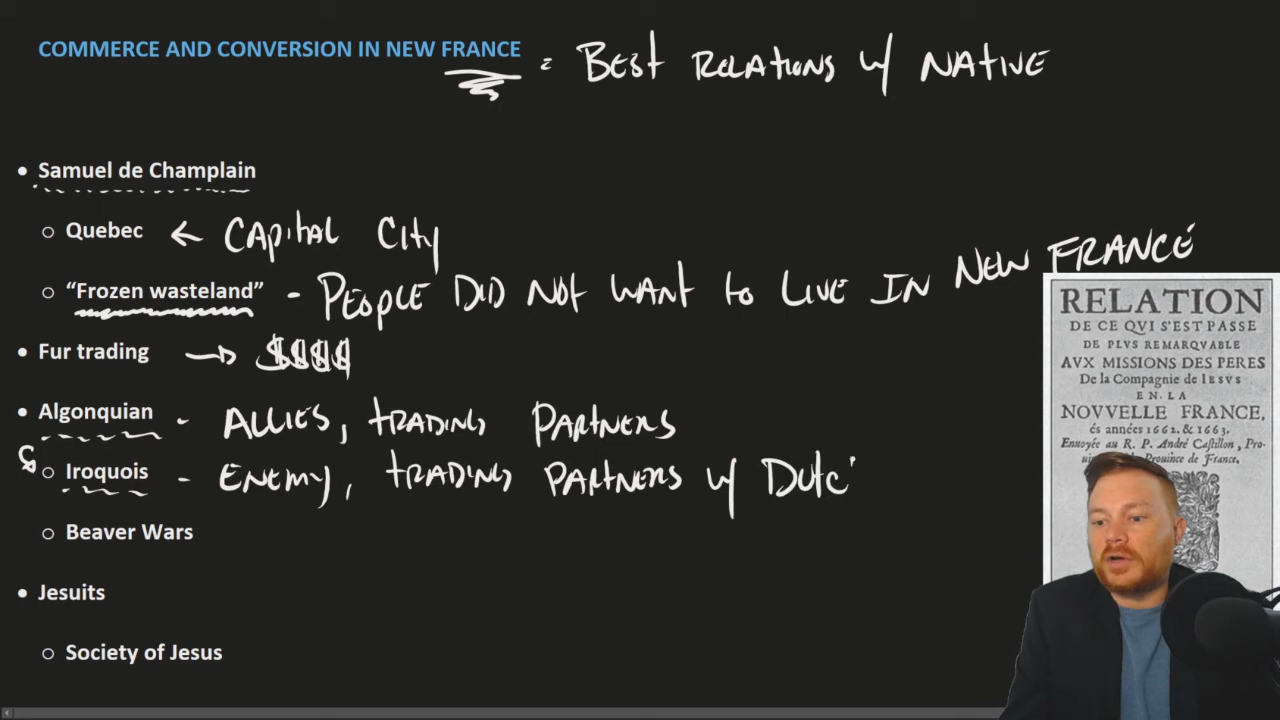 COMMERCE AND CONVERSION IN NEW FRANCE = BEST RELATIONS W/ NATIVE
• Samuel de Champlain
○ Quebec ← CAPITAL CITY
○ “Frozen wasteland” - PEOPLE DID NOT WANT TO LIVE IN NEW FRANCE
• Fur trading → $$$$
• Algonquian - ALLIES, TRADING PARTNERS
○ Iroquois - ENEMY, TRADING PARTNERS W/ DUTC
○ Beaver Wars
• Jesuits
○ Society of Jesus
RELATION
DE CE QVI S'EST PASSE
DE PLVS REMARQVABLE
AVX MISSIONS DES PERES
De la Compagnie de IESVS
EN LA
NOVVELLE FRANCE,
és années 1662. & 1663.
Enuoyée au R. P. André Castillon, Pro-
Prouince de France.